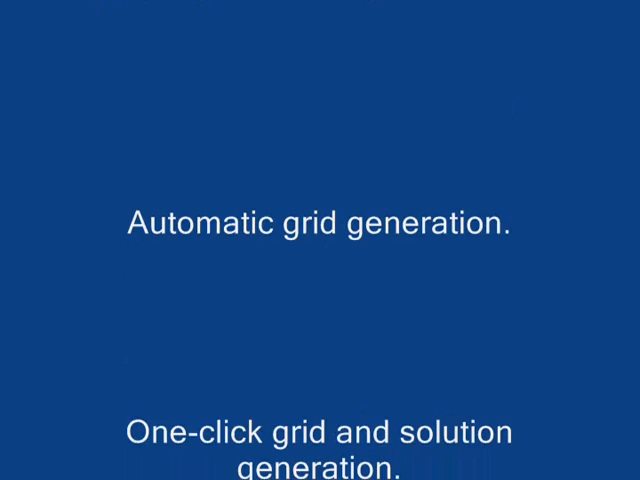 Automatic grid generation.
One-click grid and solution
generation.